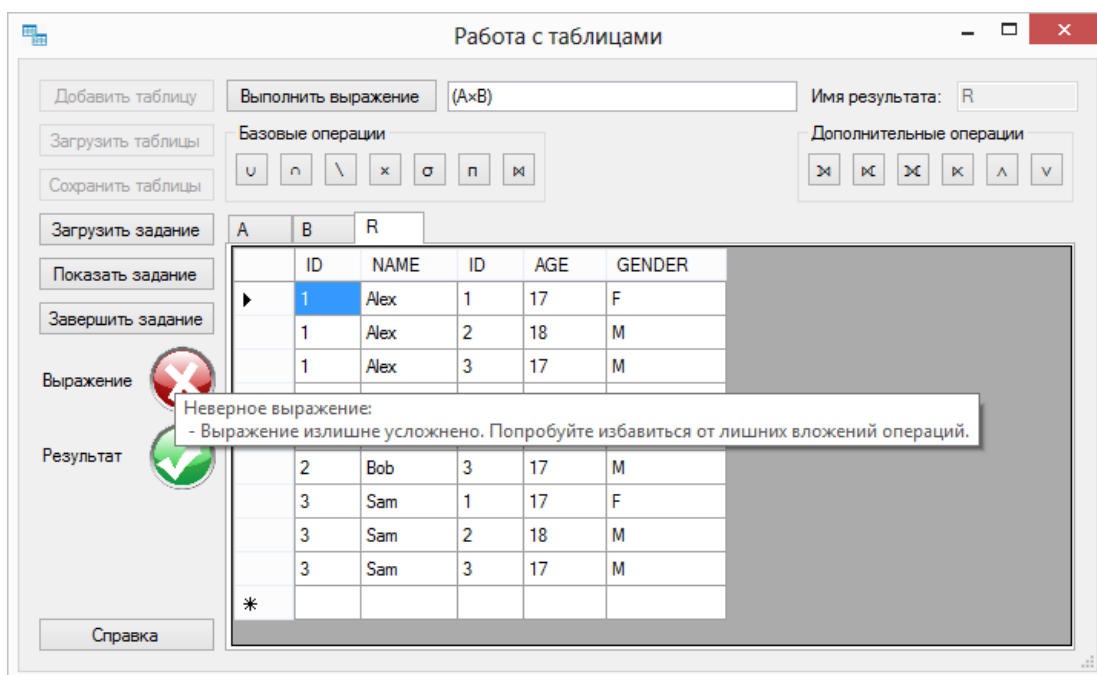 Работа с таблицами
Добавить таблицу
Выполнить выражение
(A×B)
Имя результата: R
Загрузить таблицы
Базовые операции
Дополнительные операции
∪ ∩ \ × σ π ⋈
⋊ ⋉ ∧ ∨
Сохранить таблицы
Загрузить задание
A B R
Показать задание
Завершить задание
ID NAME ID AGE GENDER
1 Alex 1 17 F
1 Alex 2 18 M
1 Alex 3 17 M
Выражение
Неверное выражение:
- Выражение излишне усложнено. Попробуйте избавиться от лишних вложений операций.
Результат
2 Bob 3 17 M
3 Sam 1 17 F
3 Sam 2 18 M
3 Sam 3 17 M
*
Справка